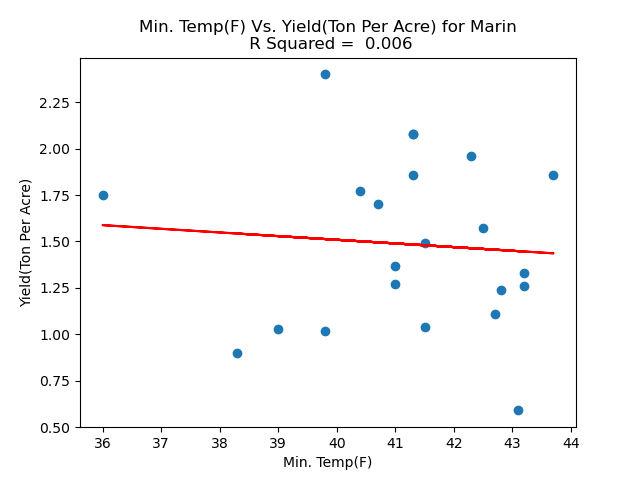 Min. Temp(F) Vs. Yield(Ton Per Acre) for Marin
R Squared =  0.006
Yield(Ton Per Acre)
2.25
2.00
1.75
1.50
1.25
1.00
0.75
0.50
36 37 38 39 40 41 42 43 44
Min. Temp(F)